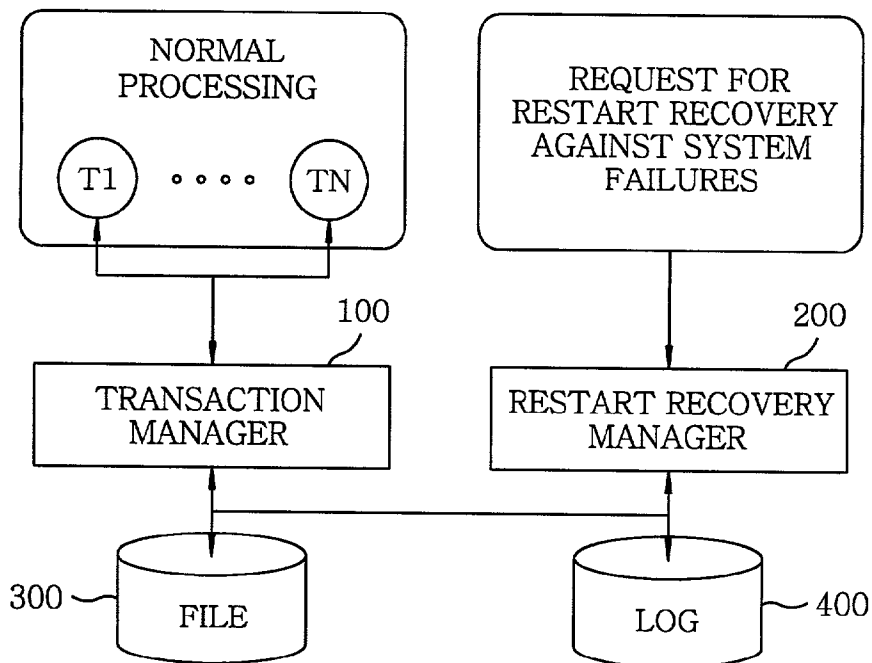 NORMAL
PROCESSING
T1
TN
REQUEST FOR
RESTART RECOVERY
AGAINST SYSTEM
FAILURES
100
TRANSACTION
MANAGER
200
RESTART RECOVERY
MANAGER
300
FILE
LOG
400